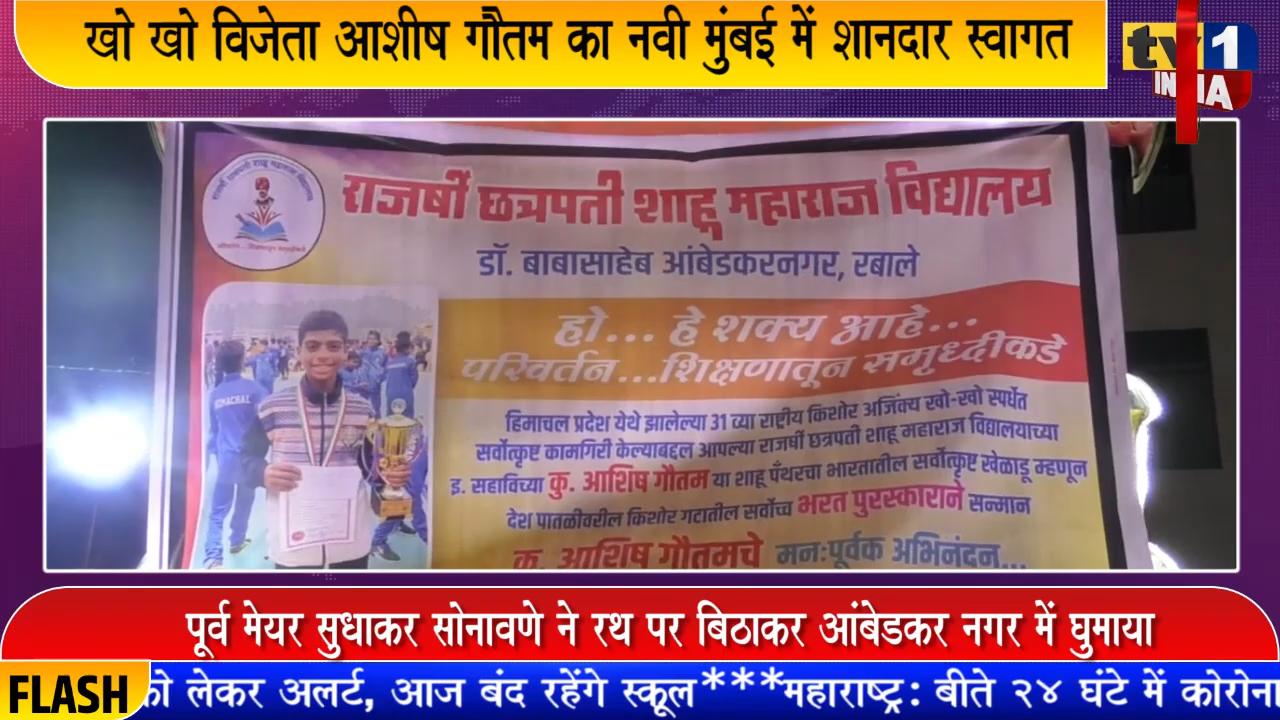 खो खो विजेता आशीष गौतम का नवी मुंबई में शानदार स्वागत
tv1
INDIA
राजर्षी छत्रपती शाहू महाराज विद्यालय
डॉ. बाबासाहेब आंबेडकरनगर, रबाले
हो... हे शक्य आहे...
परिवर्तन...शिक्षणातून समृध्दीकडे
हिमाचल प्रदेश येथे झालेल्या 31 व्या राष्ट्रीय किशोर अजिंक्य खो-खो स्पर्धेत
सर्वोत्कृष्ट कामगिरी केल्याबद्दल आपल्या राजर्षी छत्रपती शाहू महाराज विद्यालयाच्या
इ. सहाविच्या कु. आशिष गौतम या शाहू पँथरचा भारतातील सर्वोत्कृष्ट खेळाडू म्हणून
देश पातळीवरील किशोर गटातील सर्वोच्च भरत पुरस्काराने सन्मान
कु. आशिष गौतमचे मनःपूर्वक अभिनंदन...
पूर्व मेयर सुधाकर सोनावणे ने रथ पर बिठाकर आंबेडकर नगर में घुमाया
FLASH
को लेकर अलर्ट, आज बंद रहेंगे स्कूल***महाराष्ट्र: बीते २४ घंटे में कोरोना